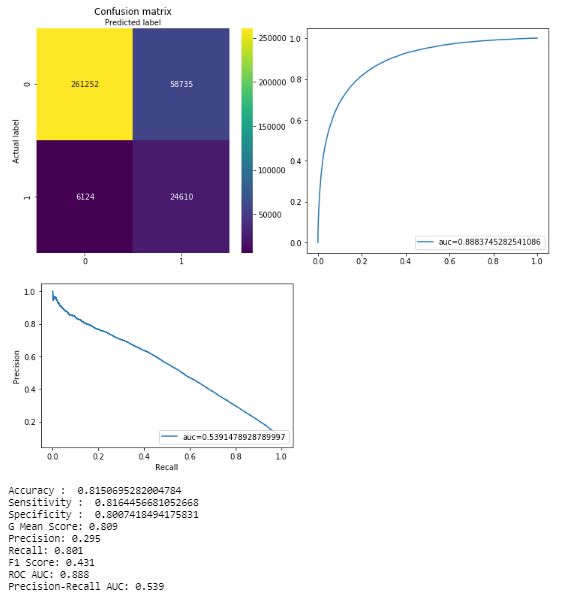 Confusion matrix
Predicted label
Actual label
0
1
261252
58735
6124
24610
0
1
250000
200000
150000
100000
50000
1.0
0.8
0.6
0.4
0.2
0.0
auc=0.8883745282541086
0.0
0.2
0.4
0.6
0.8
1.0
Precision
1.0
0.8
0.6
0.4
0.2
auc=0.5391478928789997
0.0
0.2
0.4
0.6
0.8
1.0
Recall
Accuracy :  0.8150695282004784
Sensitivity :  0.8164456681052668
Specificity :  0.8007418494175831
G Mean Score: 0.809
Precision: 0.295
Recall: 0.801
F1 Score: 0.431
ROC AUC: 0.888
Precision-Recall AUC: 0.539